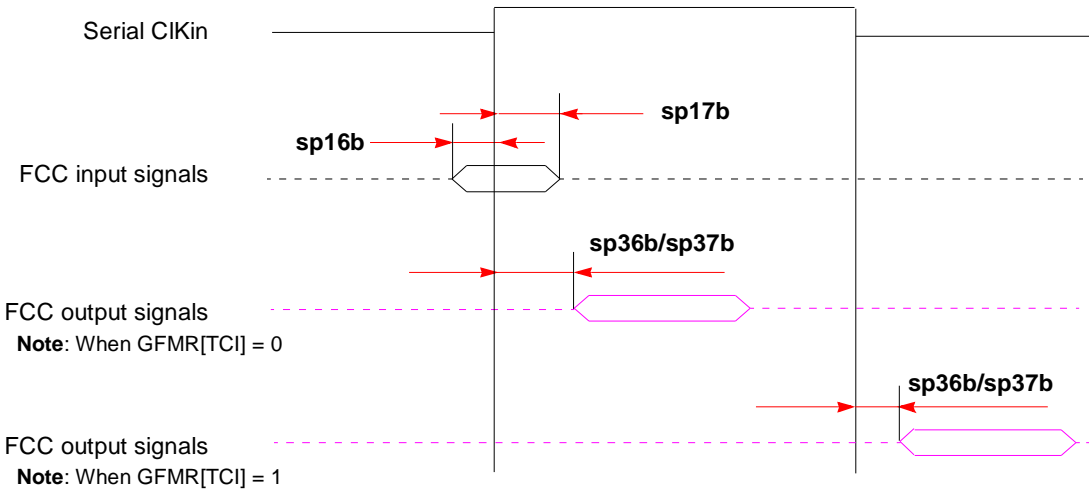 Serial ClKin
sp17b
sp16b
FCC input signals
sp36b/sp37b
FCC output signals
Note: When GFMR[TCI] = 0
sp36b/sp37b
FCC output signals
Note: When GFMR[TCI] = 1